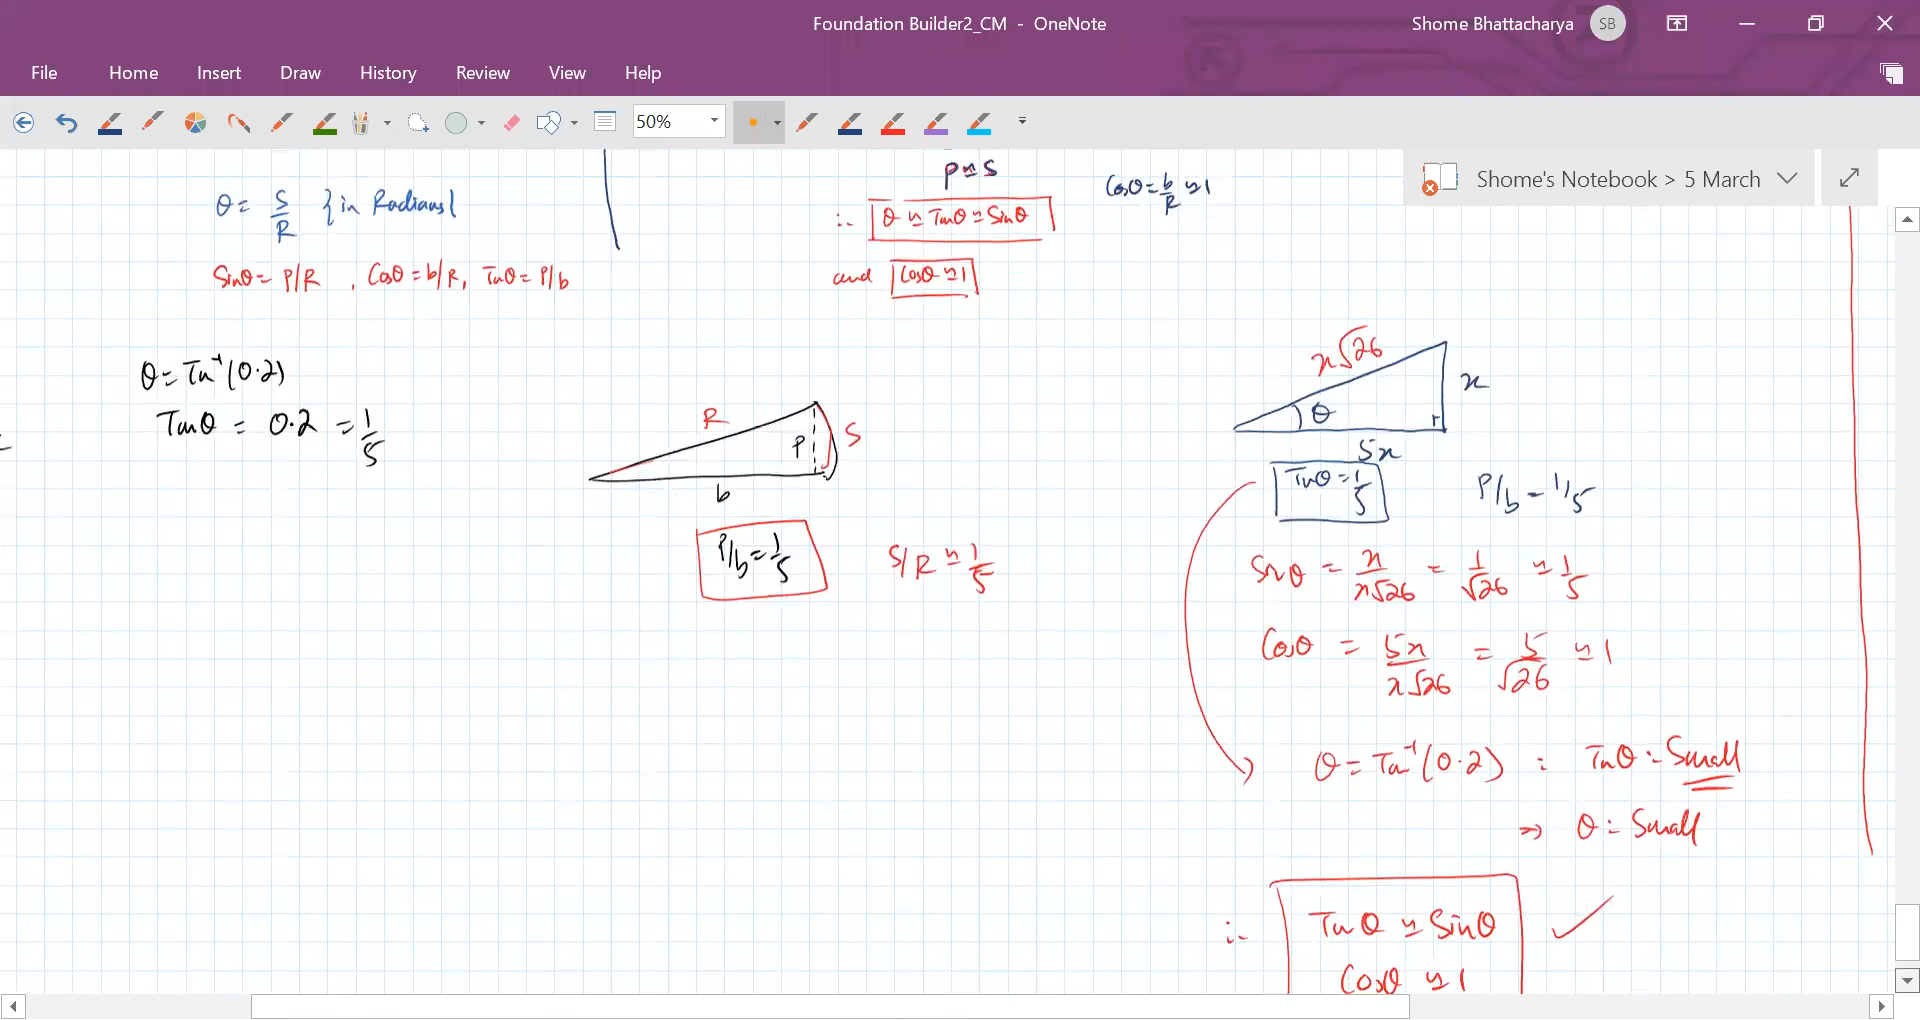 Foundation Builder2_CM - OneNote
Shome Bhattacharya SB
File Home Insert Draw History Review View Help
50%
Shome's Notebook > 5 March
p ≃ s
Cosθ = b/R ≃ 1
θ = S/R {in Radians}
∴ θ ≃ Tanθ ≃ Sinθ
Sinθ = P/R , Cosθ = b/R, Tanθ = P/b
and Cosθ ≃ 1
θ = Tan⁻¹(0.2)
Tanθ = 0.2 = 1/5
R
P
S
b
P/b = 1/5
S/R ≃ 1/5
x√26
x
θ
5x
Tanθ = 1/5
P/b = 1/5
Sinθ = x/x√26 = 1/√26 ≃ 1/5
Cosθ = 5x/x√26 = 5/√26 ≃ 1
θ = Tan⁻¹(0.2) : Tanθ : Small
⇒ θ : Small
∴ Tanθ ≃ Sinθ
Cosθ ≃ 1